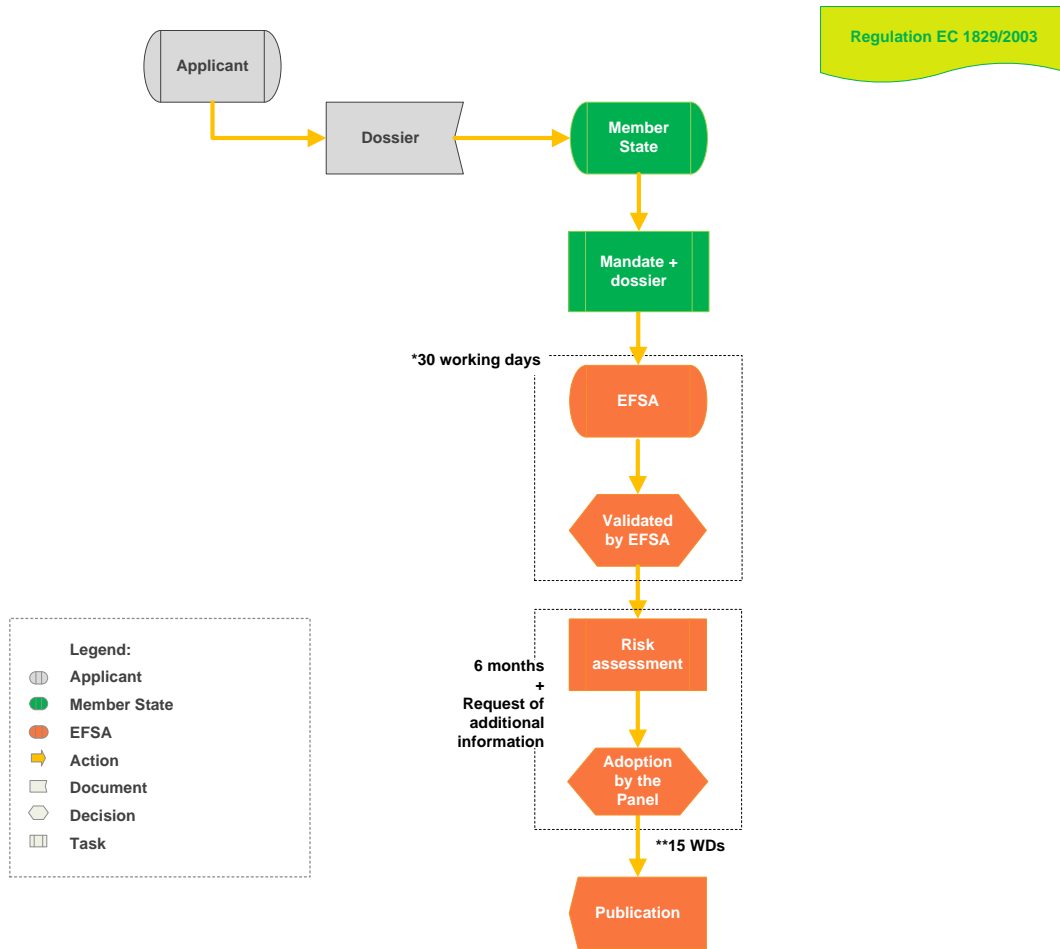 Regulation EC 1829/2003
Applicant
Dossier
Member
State
Mandate +
dossier
*30 working days
EFSA
Validated
by EFSA
Risk
assessment
6 months
+
Request of
additional
information
Adoption
by the
Panel
**15 WDs
Publication
Legend:
Applicant
Member State
EFSA
Action
Document
Decision
Task